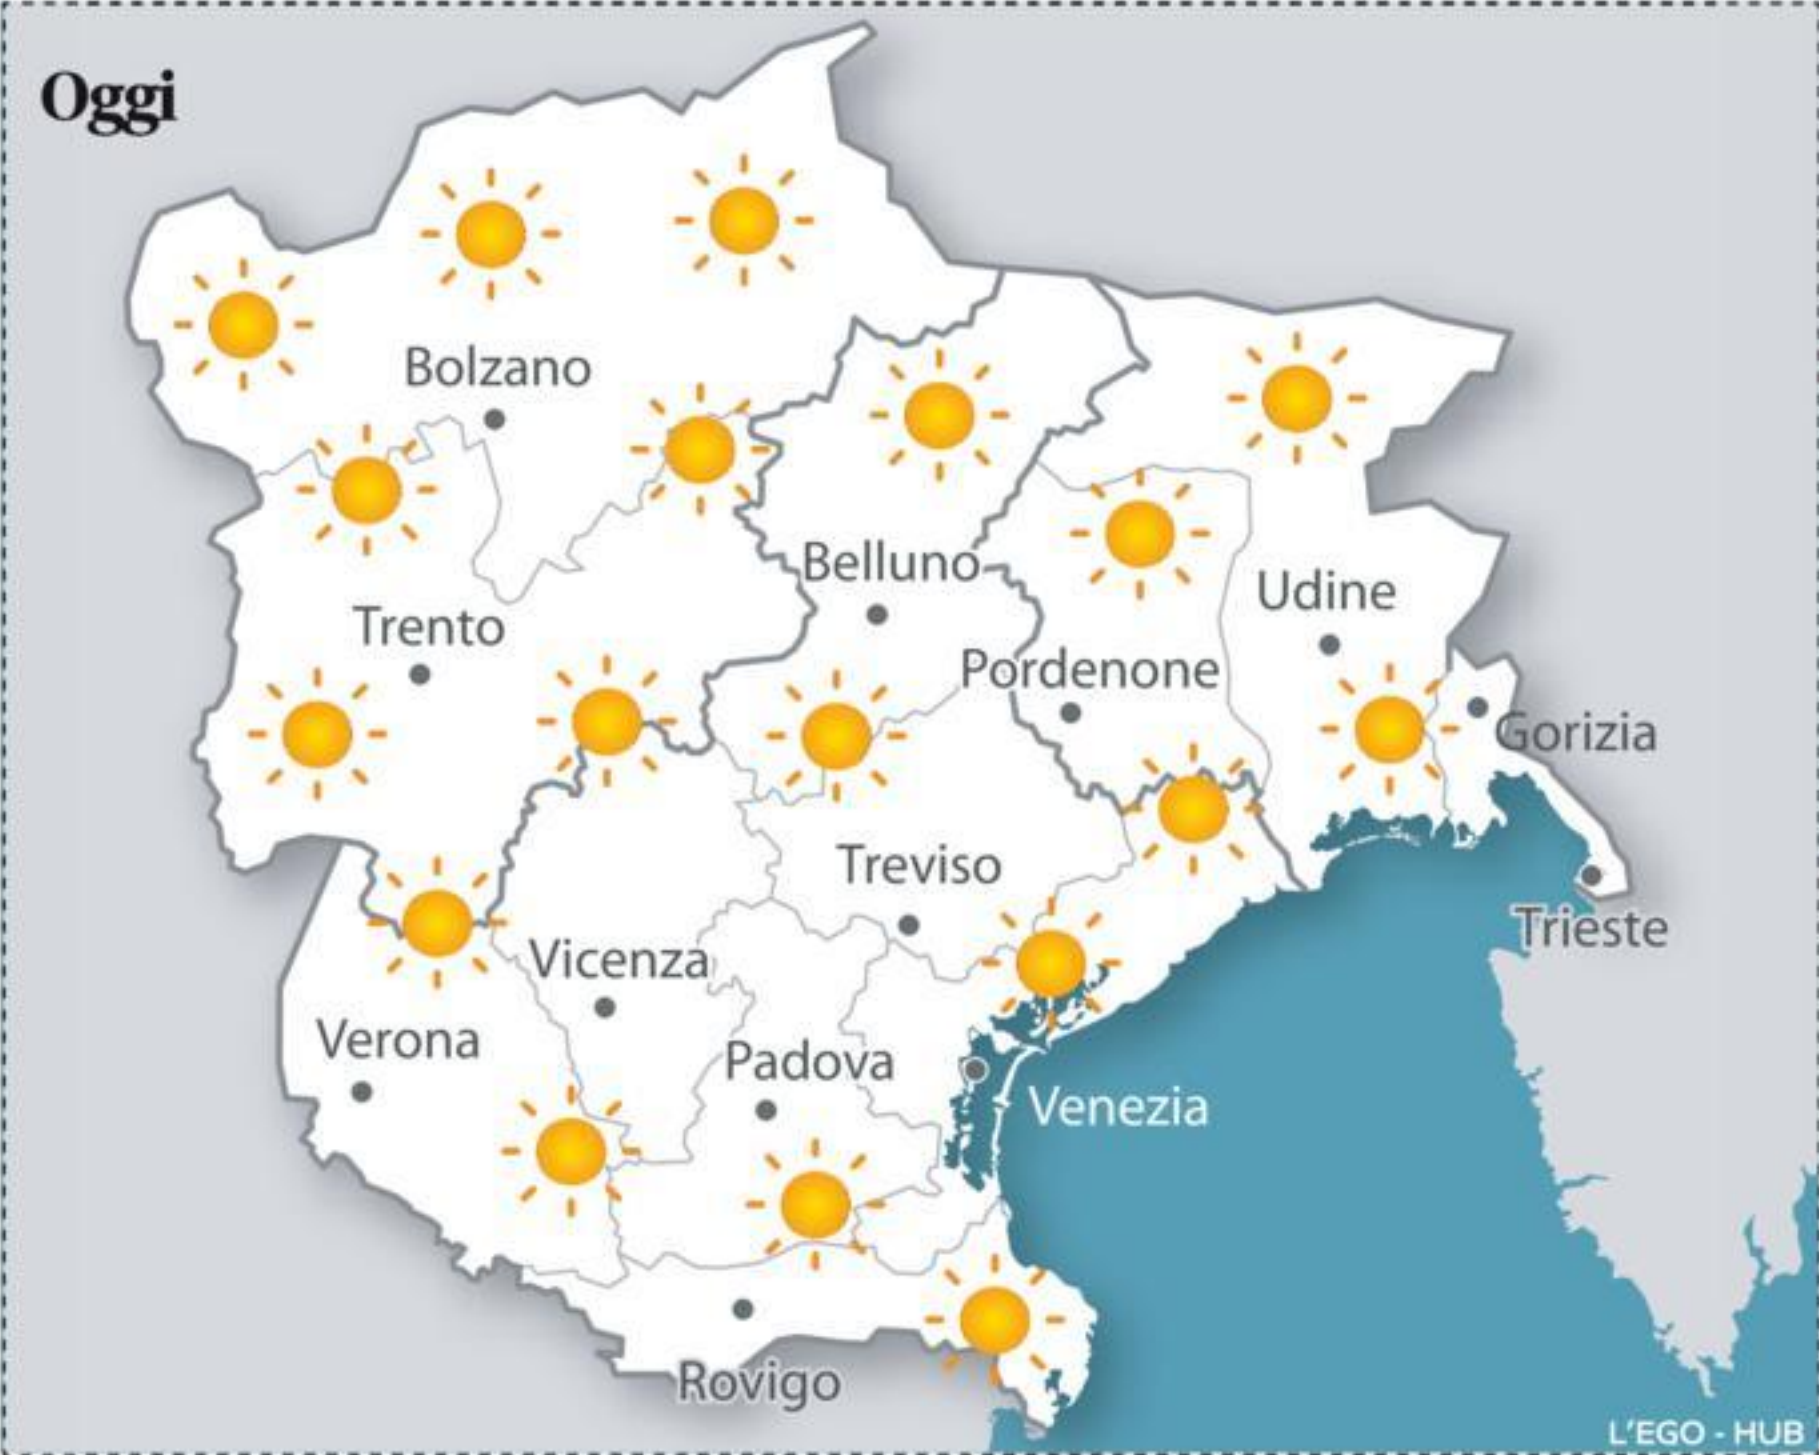 Oggi
Bolzano
Belluno
Udine
Trento
Pordenone
Gorizia
Treviso
Trieste
Vicenza
Verona
Padova
Venezia
Rovigo
L'EGO - HUB